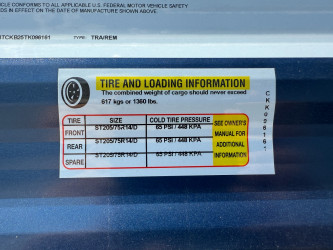 CLE CONFORMS TO ALL APPLICABLE U.S. FEDERAL MOTOR VEHICLE SAFETY
IN EFFECT ON THE DATE OF MANUFACTURE SHOWN ABOVE.
TYPE: TRA/REM
TIRE AND LOADING INFORMATION
The combined weight of cargo should never exceed
617 kgs or 1360 lbs.
TIRE SIZE COLD TIRE PRESSURE SEE OWNER'S MANUAL FOR ADDITIONAL INFORMATION
FRONT ST205/75R14/D 65 PSI / 448 KPA
REAR ST205/75R14/D 65 PSI / 448 KPA
SPARE ST205/75R14/D 65 PSI / 448 KPA